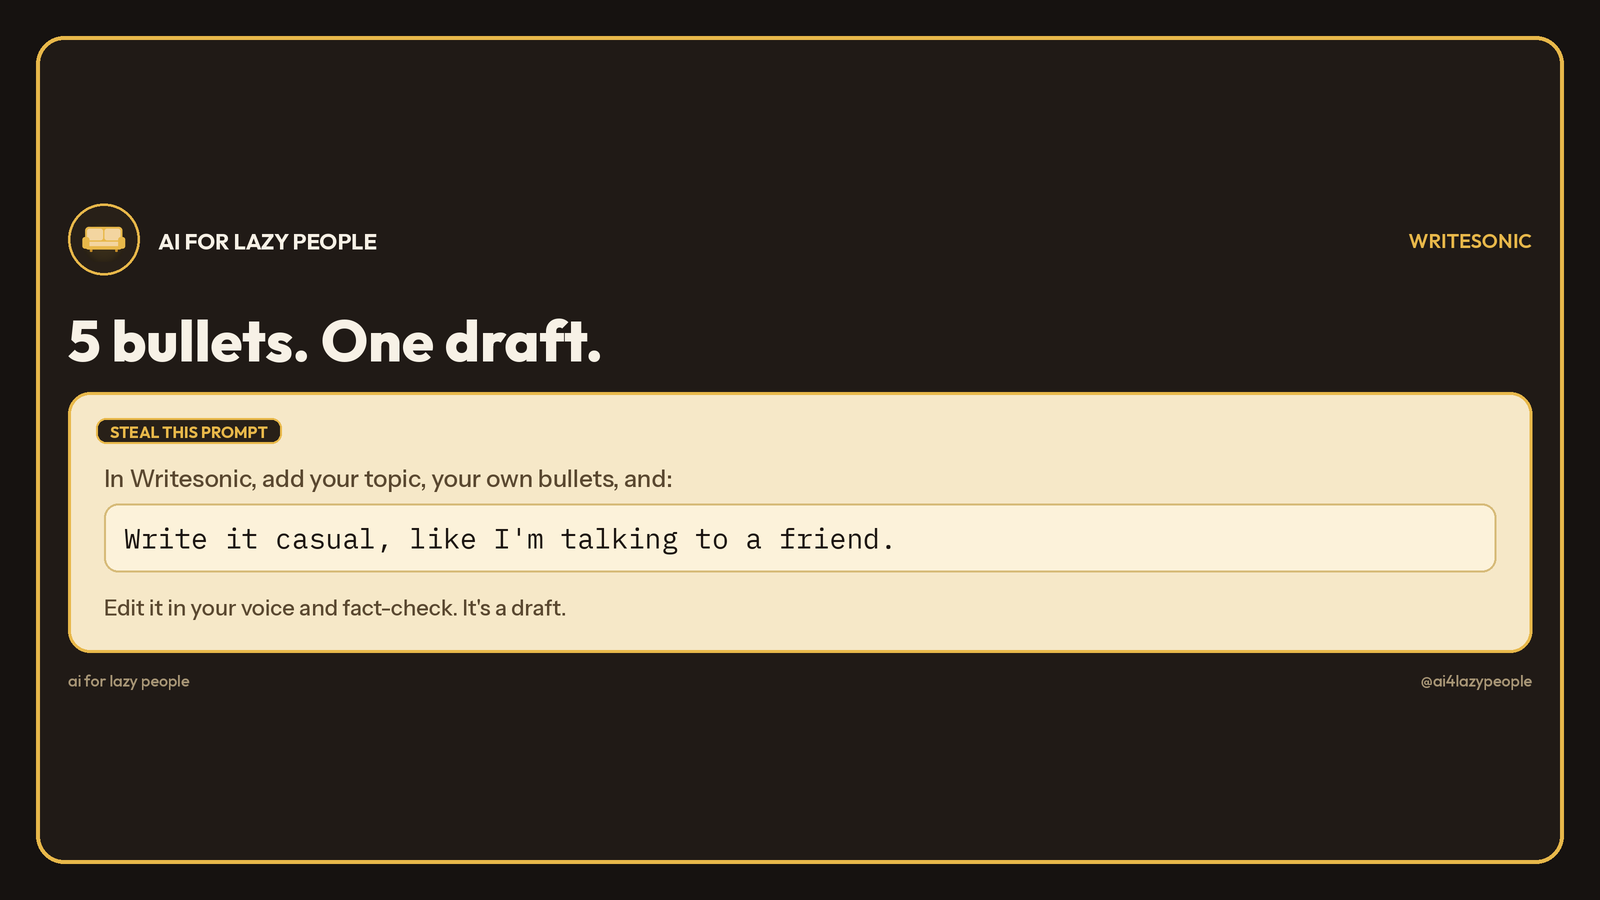 AI FOR LAZY PEOPLE
WRITESONIC
5 bullets. One draft.
STEAL THIS PROMPT
In Writesonic, add your topic, your own bullets, and:
Write it casual, like I'm talking to a friend.
Edit it in your voice and fact-check. It's a draft.
ai for lazy people
@ai4lazypeople